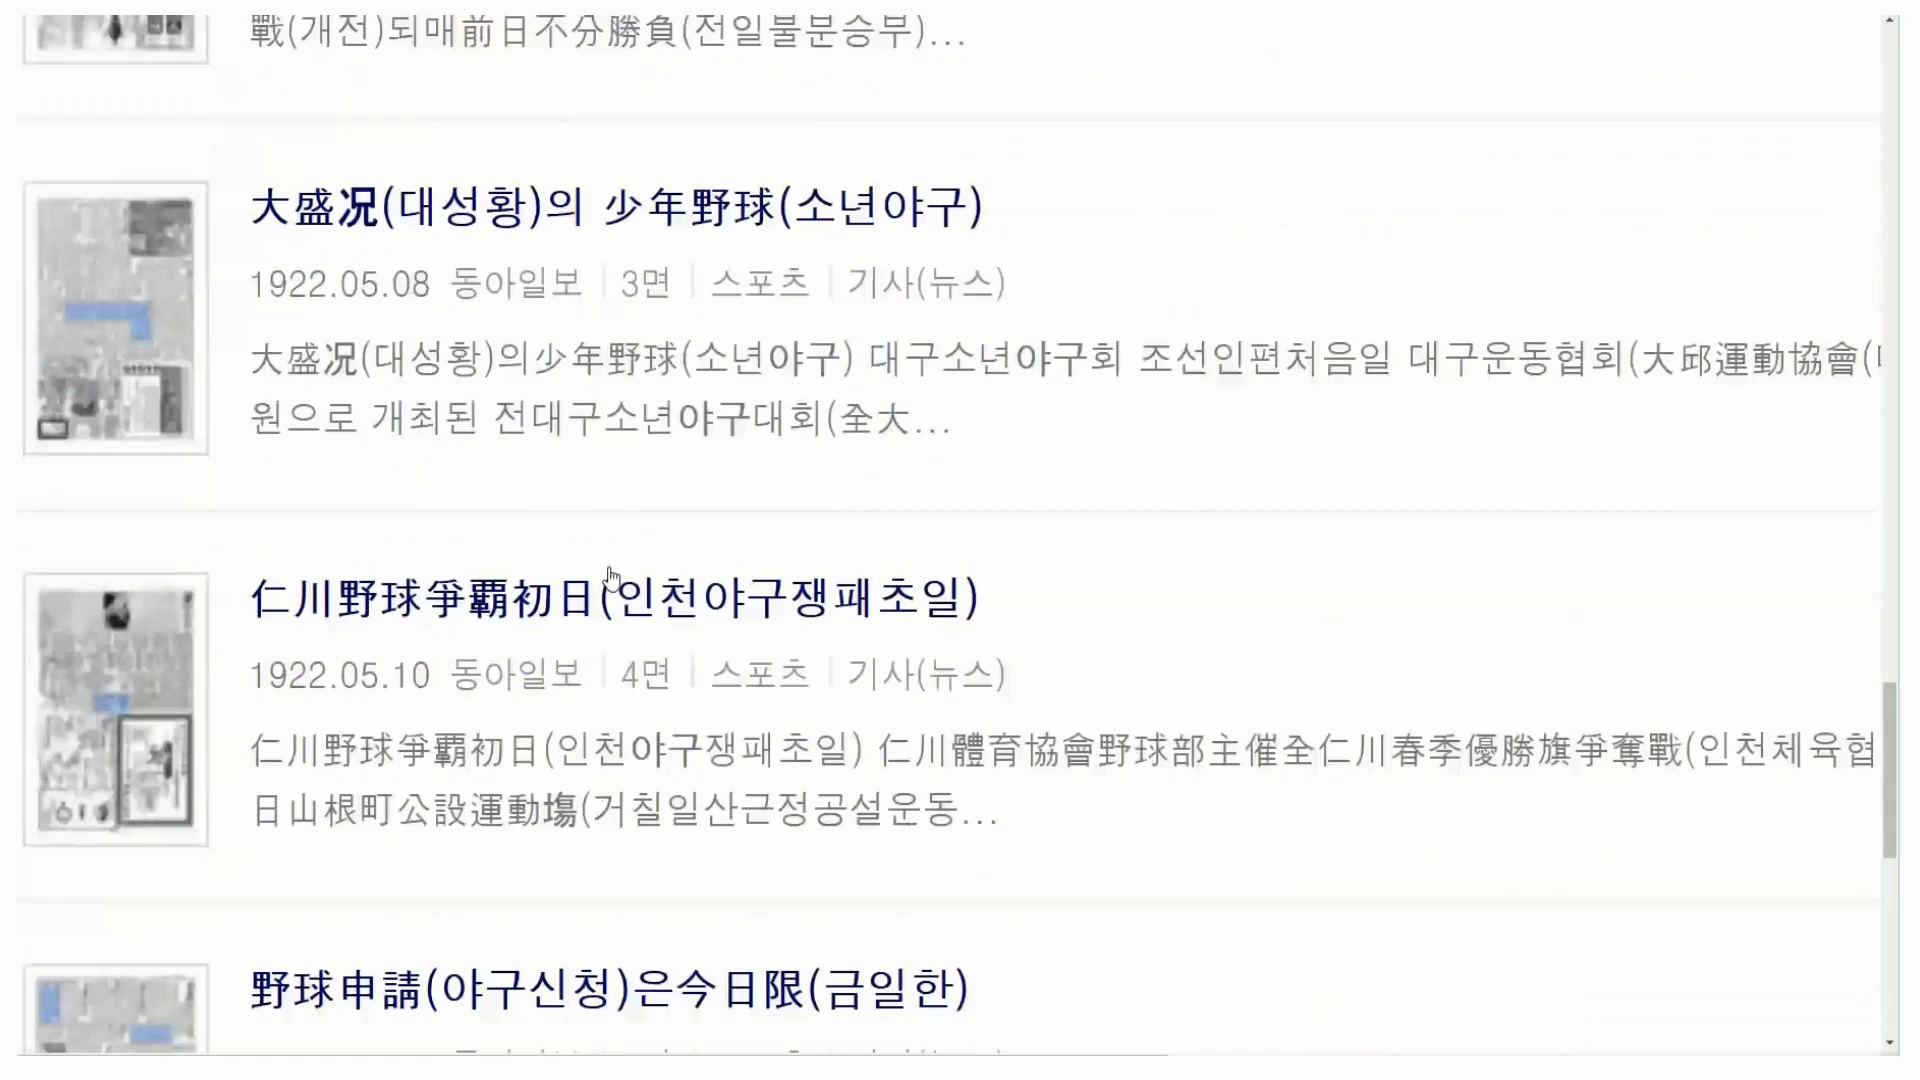 戰(개전)되매前日不分勝負(전일불분승부)...
大盛况(대성황)의 少年野球(소년야구)
1922.05.08 동아일보 3면 스포츠 기사(뉴스)
大盛况(대성황)의少年野球(소년야구) 대구소년야구회 조선인편처음일 대구운동협회(大邱運動協會(
원으로 개최된 전대구소년야구대회(全大...
仁川野球爭覇初日(인천야구쟁패초일)
1922.05.10 동아일보 4면 스포츠 기사(뉴스)
仁川野球爭覇初日(인천야구쟁패초일) 仁川體育協會野球部主催全仁川春季優勝旗爭奪戰(인천체육협
日山根町公設運動塲(거칠일산근정공설운동...
野球申請(야구신청)은今日限(금일한)